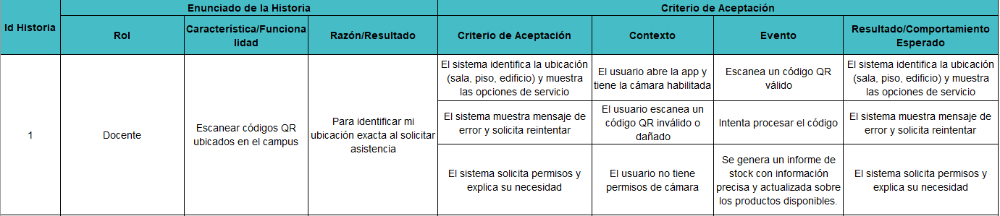 Id Historia
Enunciado de la Historia
Criterio de Aceptación
Rol
Característica/Funciona
lidad
Razón/Resultado
Criterio de Aceptación
Contexto
Evento
Resultado/Comportamiento
Esperado
1
Docente
Escanear códigos QR
ubicados en el campus
Para identificar mi
ubicación exacta al solicitar
asistencia
El sistema identifica la ubicación
(sala, piso, edificio) y muestra
las opciones de servicio
El usuario abre la app y
tiene la cámara habilitada
Escanea un código QR
válido
El sistema identifica la ubicación
(sala, piso, edificio) y muestra
las opciones de servicio
El sistema muestra mensaje de
error y solicita reintentar
El usuario escanea un
código QR inválido o
dañado
Intenta procesar el código
El sistema muestra mensaje de
error y solicita reintentar
El sistema solicita permisos y
explica su necesidad
El usuario no tiene
permisos de cámara
Se genera un informe de
stock con información
precisa y actualizada sobre
los productos disponibles.
El sistema solicita permisos y
explica su necesidad